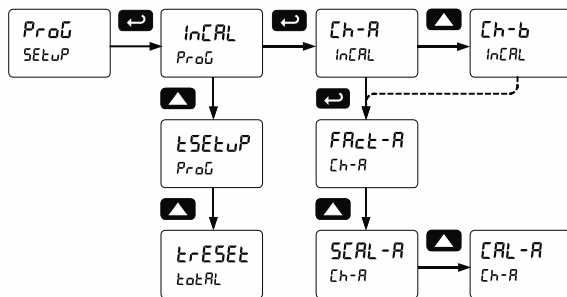 ProG
SEtuP
InCAL
ProG
Ch-A
InCAL
Ch-b
InCAL
tSEtuP
ProG
FAct-A
Ch-A
trESEt
totAL
SCAL-A
Ch-A
CAL-A
Ch-A